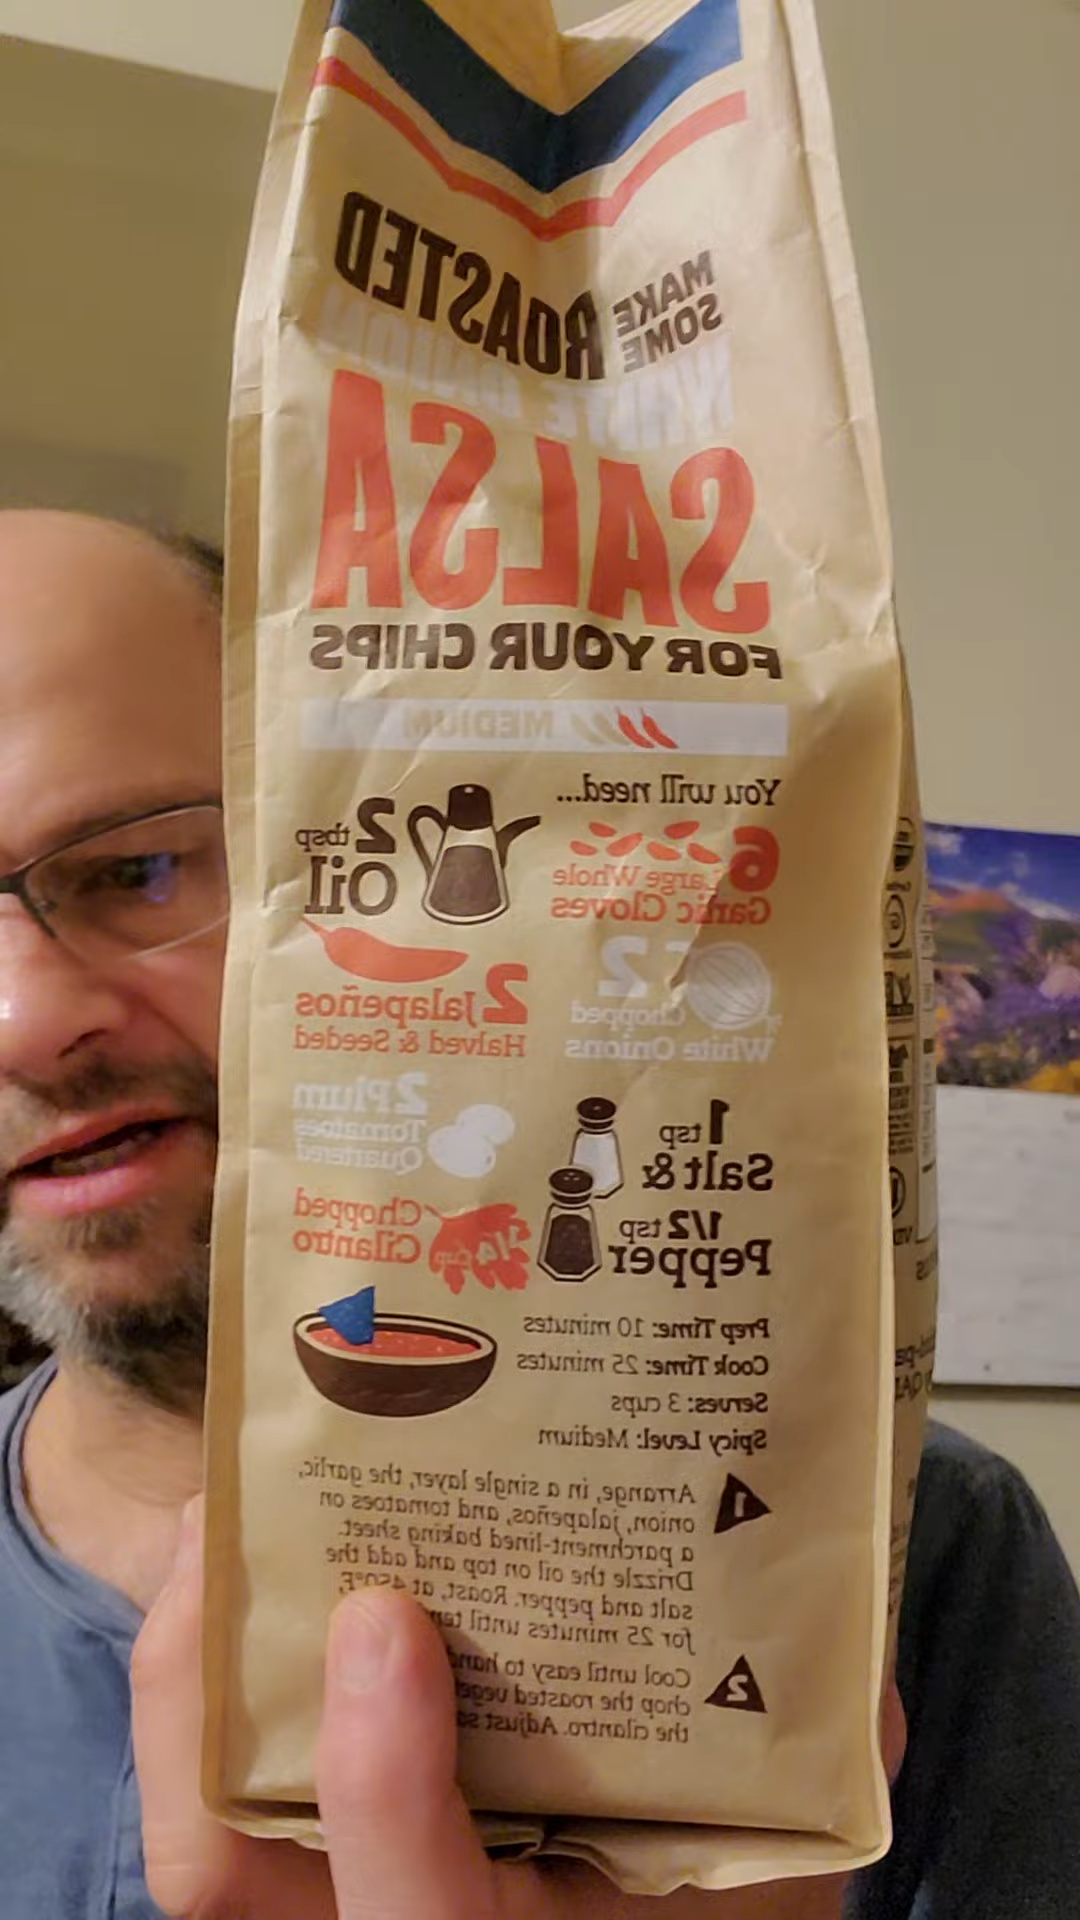 MAKE
SOME
ROASTED
WHITE ONION
SALSA
FOR YOUR CHIPS
MEDIUM
You will need...
6
Large Whole
Garlic Cloves
2 tbsp
Oil
2
Chopped
White Onions
2 Jalapeños
Halved & Seeded
1 tsp
Salt &
1/2 tsp
Pepper
2 Plum
Tomatoes
Quartered
1/4 Cup
Chopped
Cilantro
Prep Time: 10 minutes
Cook Time: 25 minutes
Serves: 3 cups
Spicy Level: Medium
1
Arrange, in a single layer, the garlic,
onion, jalapeños, and tomatoes on
a parchment-lined baking sheet.
Drizzle the oil on top and add the
salt and pepper. Roast, at 450°F,
for 25 minutes until
2
Cool until easy to
chop the roasted
the cilantro. Adjust